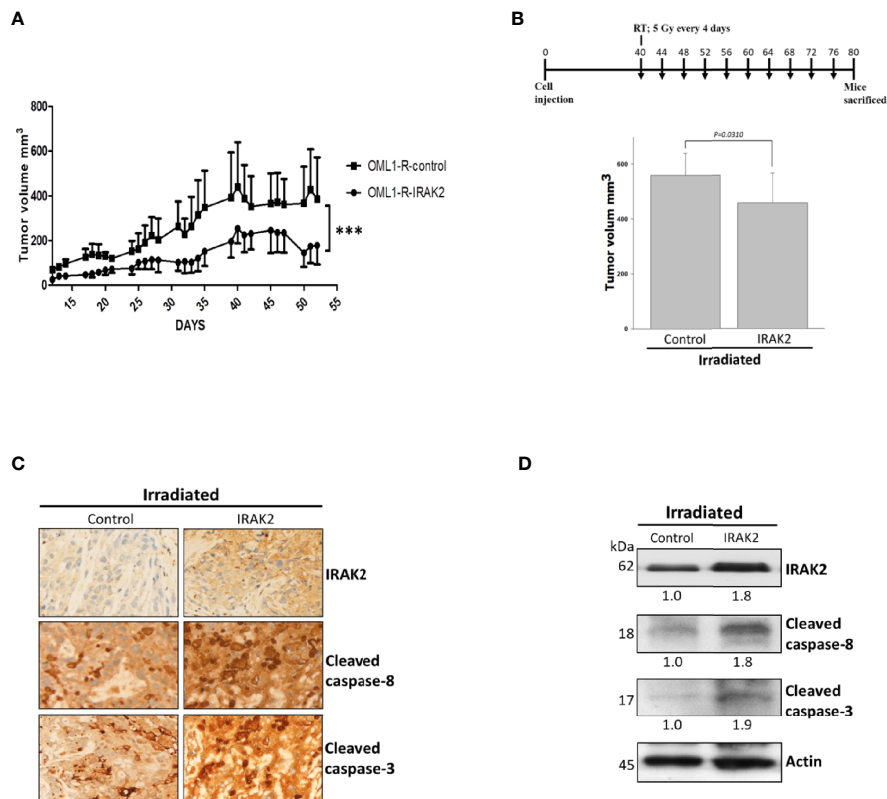 A
800
600
400
200
0
Tumor volume mm3
15 20 25 30 35 40 45 50 55
DAYS
OML1-R-control
OML1-R-IRAK2
***
B
RT; 5 Gy every 4 days
0 40 44 48 52 56 60 64 68 72 76 80
Cell
injection
Mice
sacrificed
P=0.0310
Tumor volum mm3
600
400
200
0
Control IRAK2
Irradiated
C
Irradiated
Control IRAK2
IRAK2
Cleaved
caspase-8
Cleaved
caspase-3
D
Irradiated
kDa Control IRAK2
62 IRAK2
1.0 1.8
18 Cleaved
caspase-8
1.0 1.8
17 Cleaved
caspase-3
1.0 1.9
45 Actin